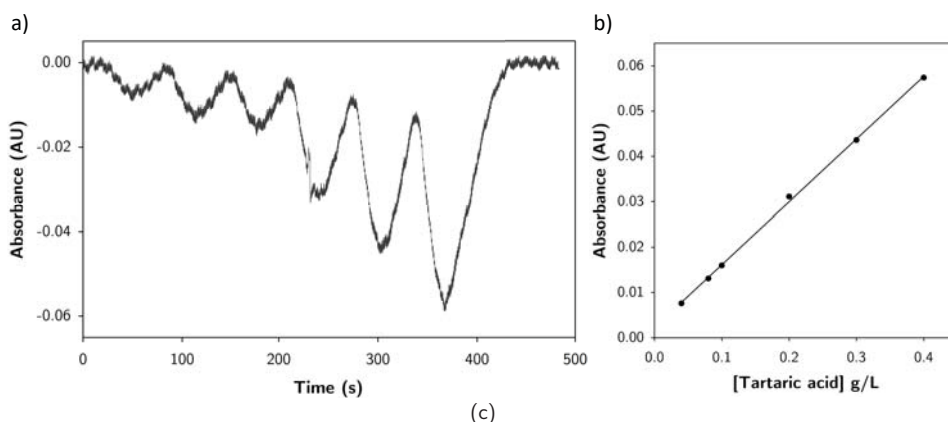 a)
b)
0.00
-0.02
-0.04
-0.06
Absorbance (AU)
0 100 200 300 400 500
Time (s)
0.06
0.05
0.04
0.03
0.02
0.01
0.00
Absorbance (AU)
0.0 0.1 0.2 0.3 0.4
[Tartaric acid] g/L
(c)